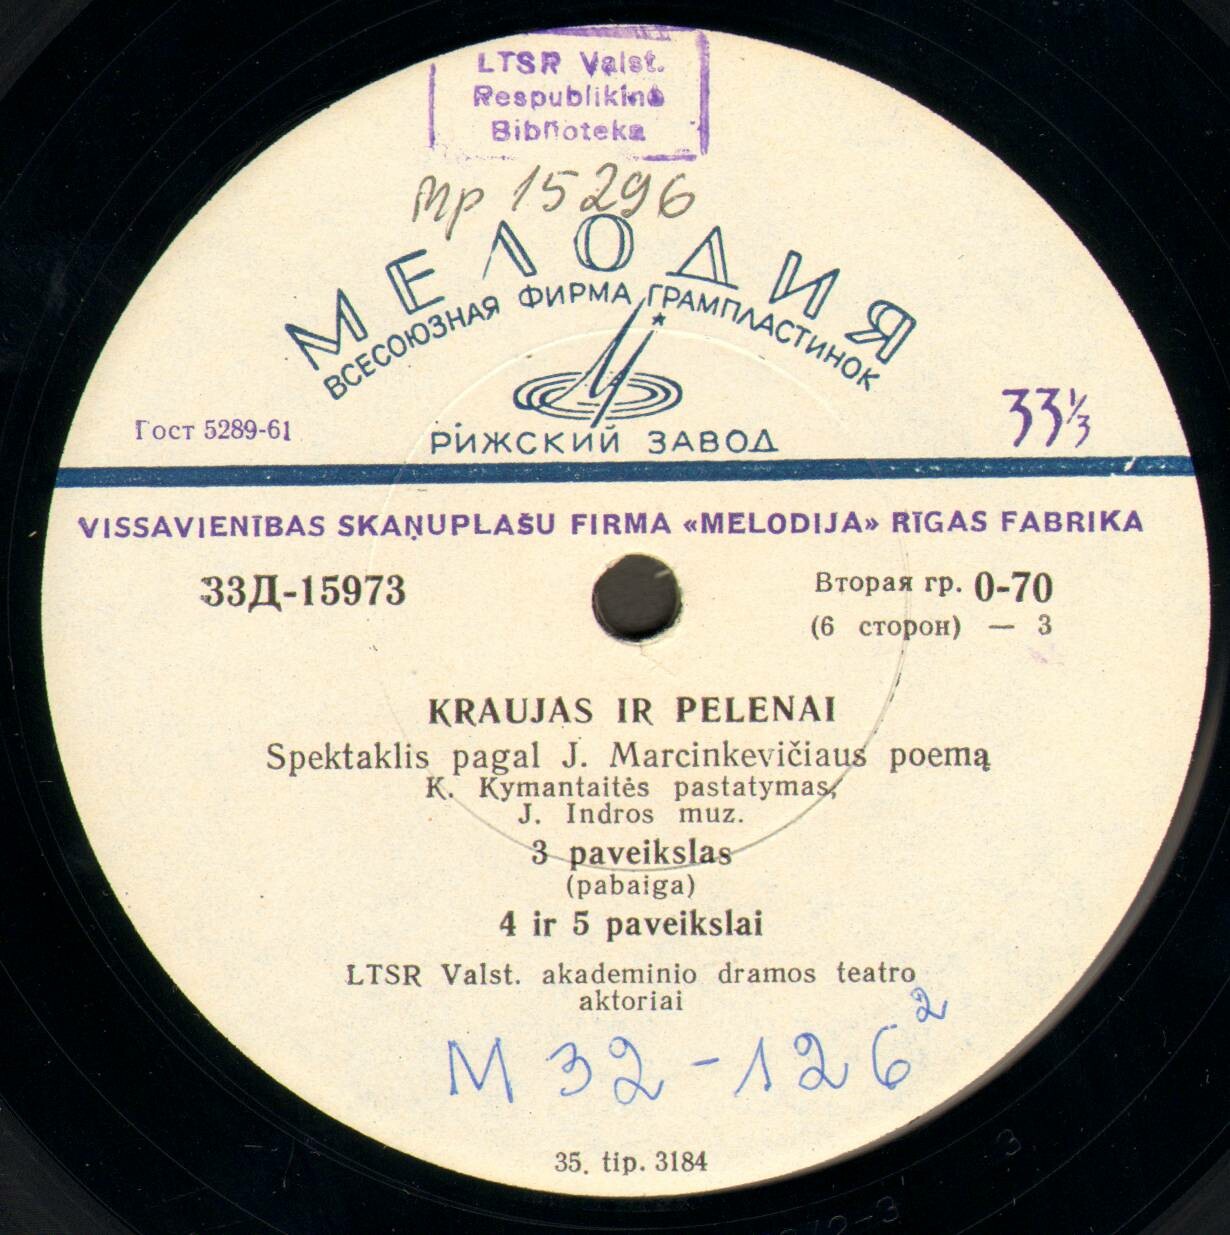 LTSR Valst.
Respublikinė
Biblioteka
Mp 15296
МЕЛОДИЯ
ВСЕСОЮЗНАЯ ФИРМА ГРАМПЛАСТИНОК
Гост 5289-61
33⅓
РИЖСКИЙ ЗАВОД
VISSAVIENĪBAS SKAŅUPLAŠU FIRMA «MELODIJA» RĪGAS FABRIKA
33Д-15973
Вторая гр. 0-70
(6 сторон) — 3
KRAUJAS IR PELENAI
Spektaklis pagal J. Marcinkevičiaus poemą
K. Kymantaitės pastatymas,
J. Indros muz.
3 paveikslas
(pabaiga)
4 ir 5 paveikslai
LTSR Valst. akademinio dramos teatro
aktoriai
M 32-126²
35. tip. 3184